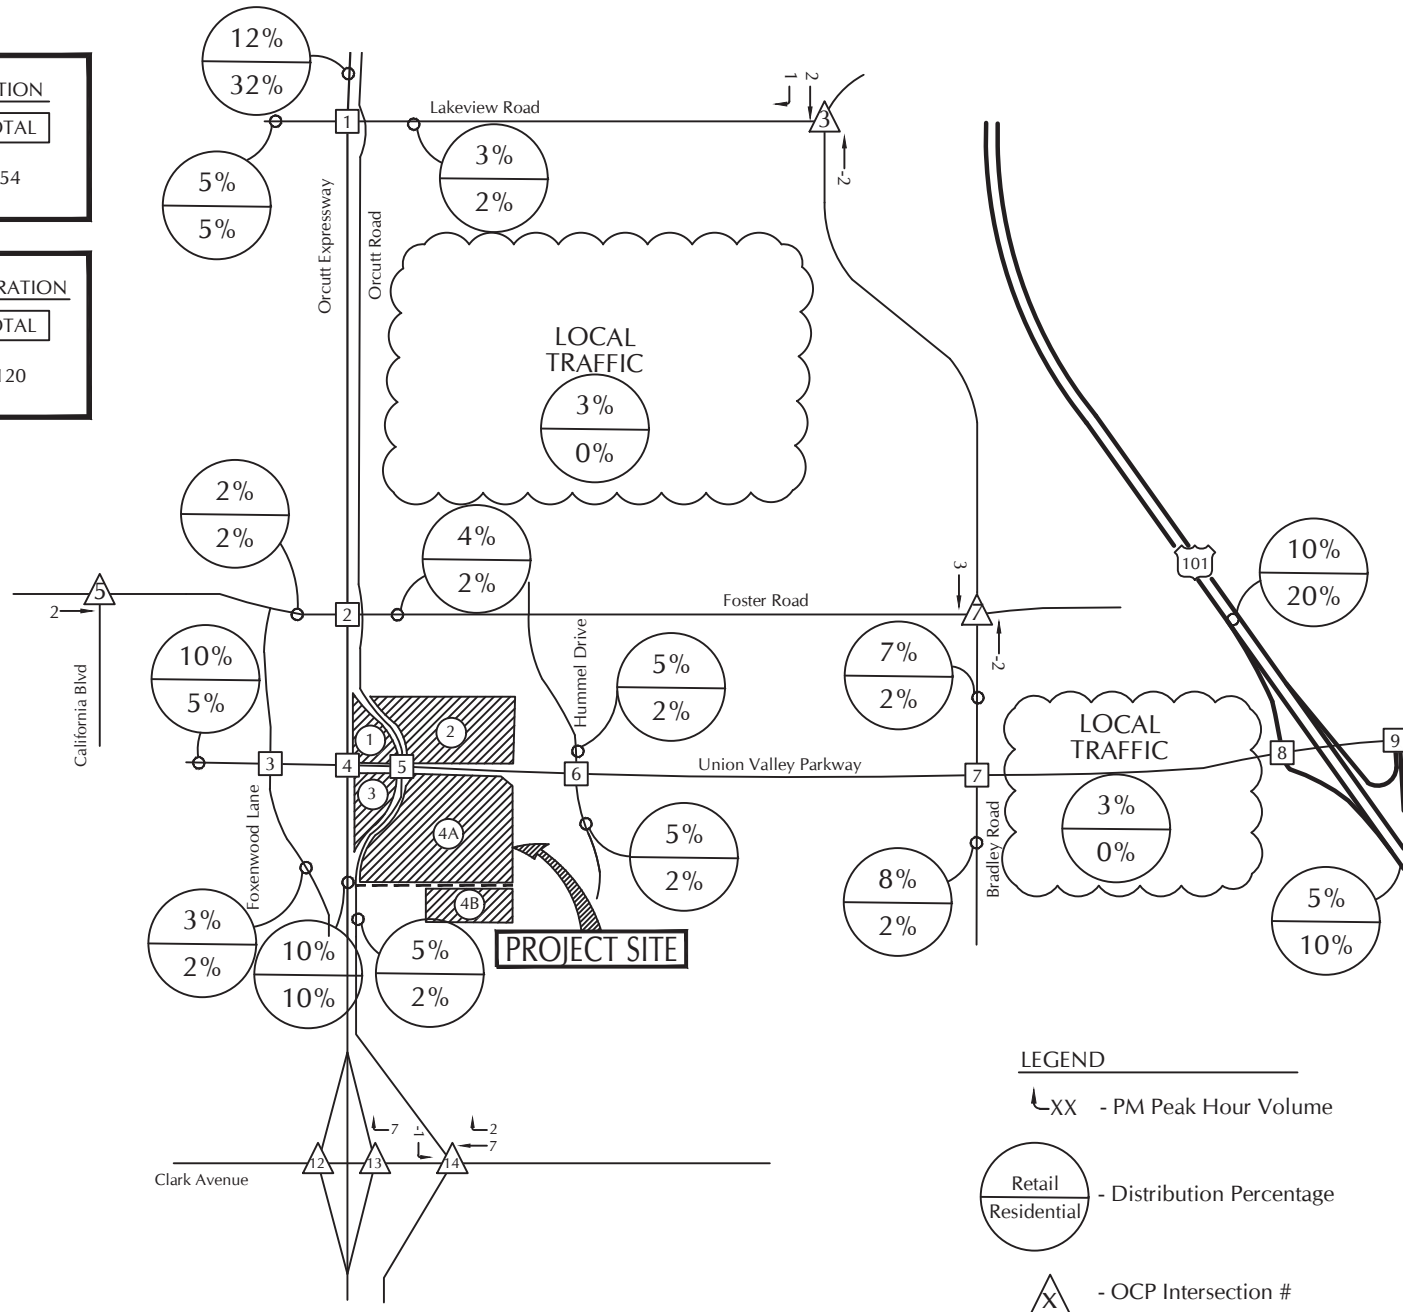 TION
OTAL
54
RATION
OTAL
120
12%
32%
1
Lakeview Road
1
2
3
-2
5%
5%
3%
2%
Orcutt Expressway
Orcutt Road
LOCAL
TRAFFIC
3%
0%
101
10%
20%
2%
2%
4%
2%
5
2
2
Foster Road
3
7
-2
California Blvd
10%
5%
Hummel Drive
5%
2%
7%
2%
LOCAL
TRAFFIC
3%
0%
1
2
3
4
5
6
Union Valley Parkway
7
8
9
3
4A
4B
Foxenwood Lane
5%
2%
Bradley Road
8%
2%
5%
10%
3%
2%
10%
10%
5%
2%
PROJECT SITE
LEGEND
XX - PM Peak Hour Volume
Retail
Residential
- Distribution Percentage
X - OCP Intersection #
7
-1
2
7
12
13
14
Clark Avenue